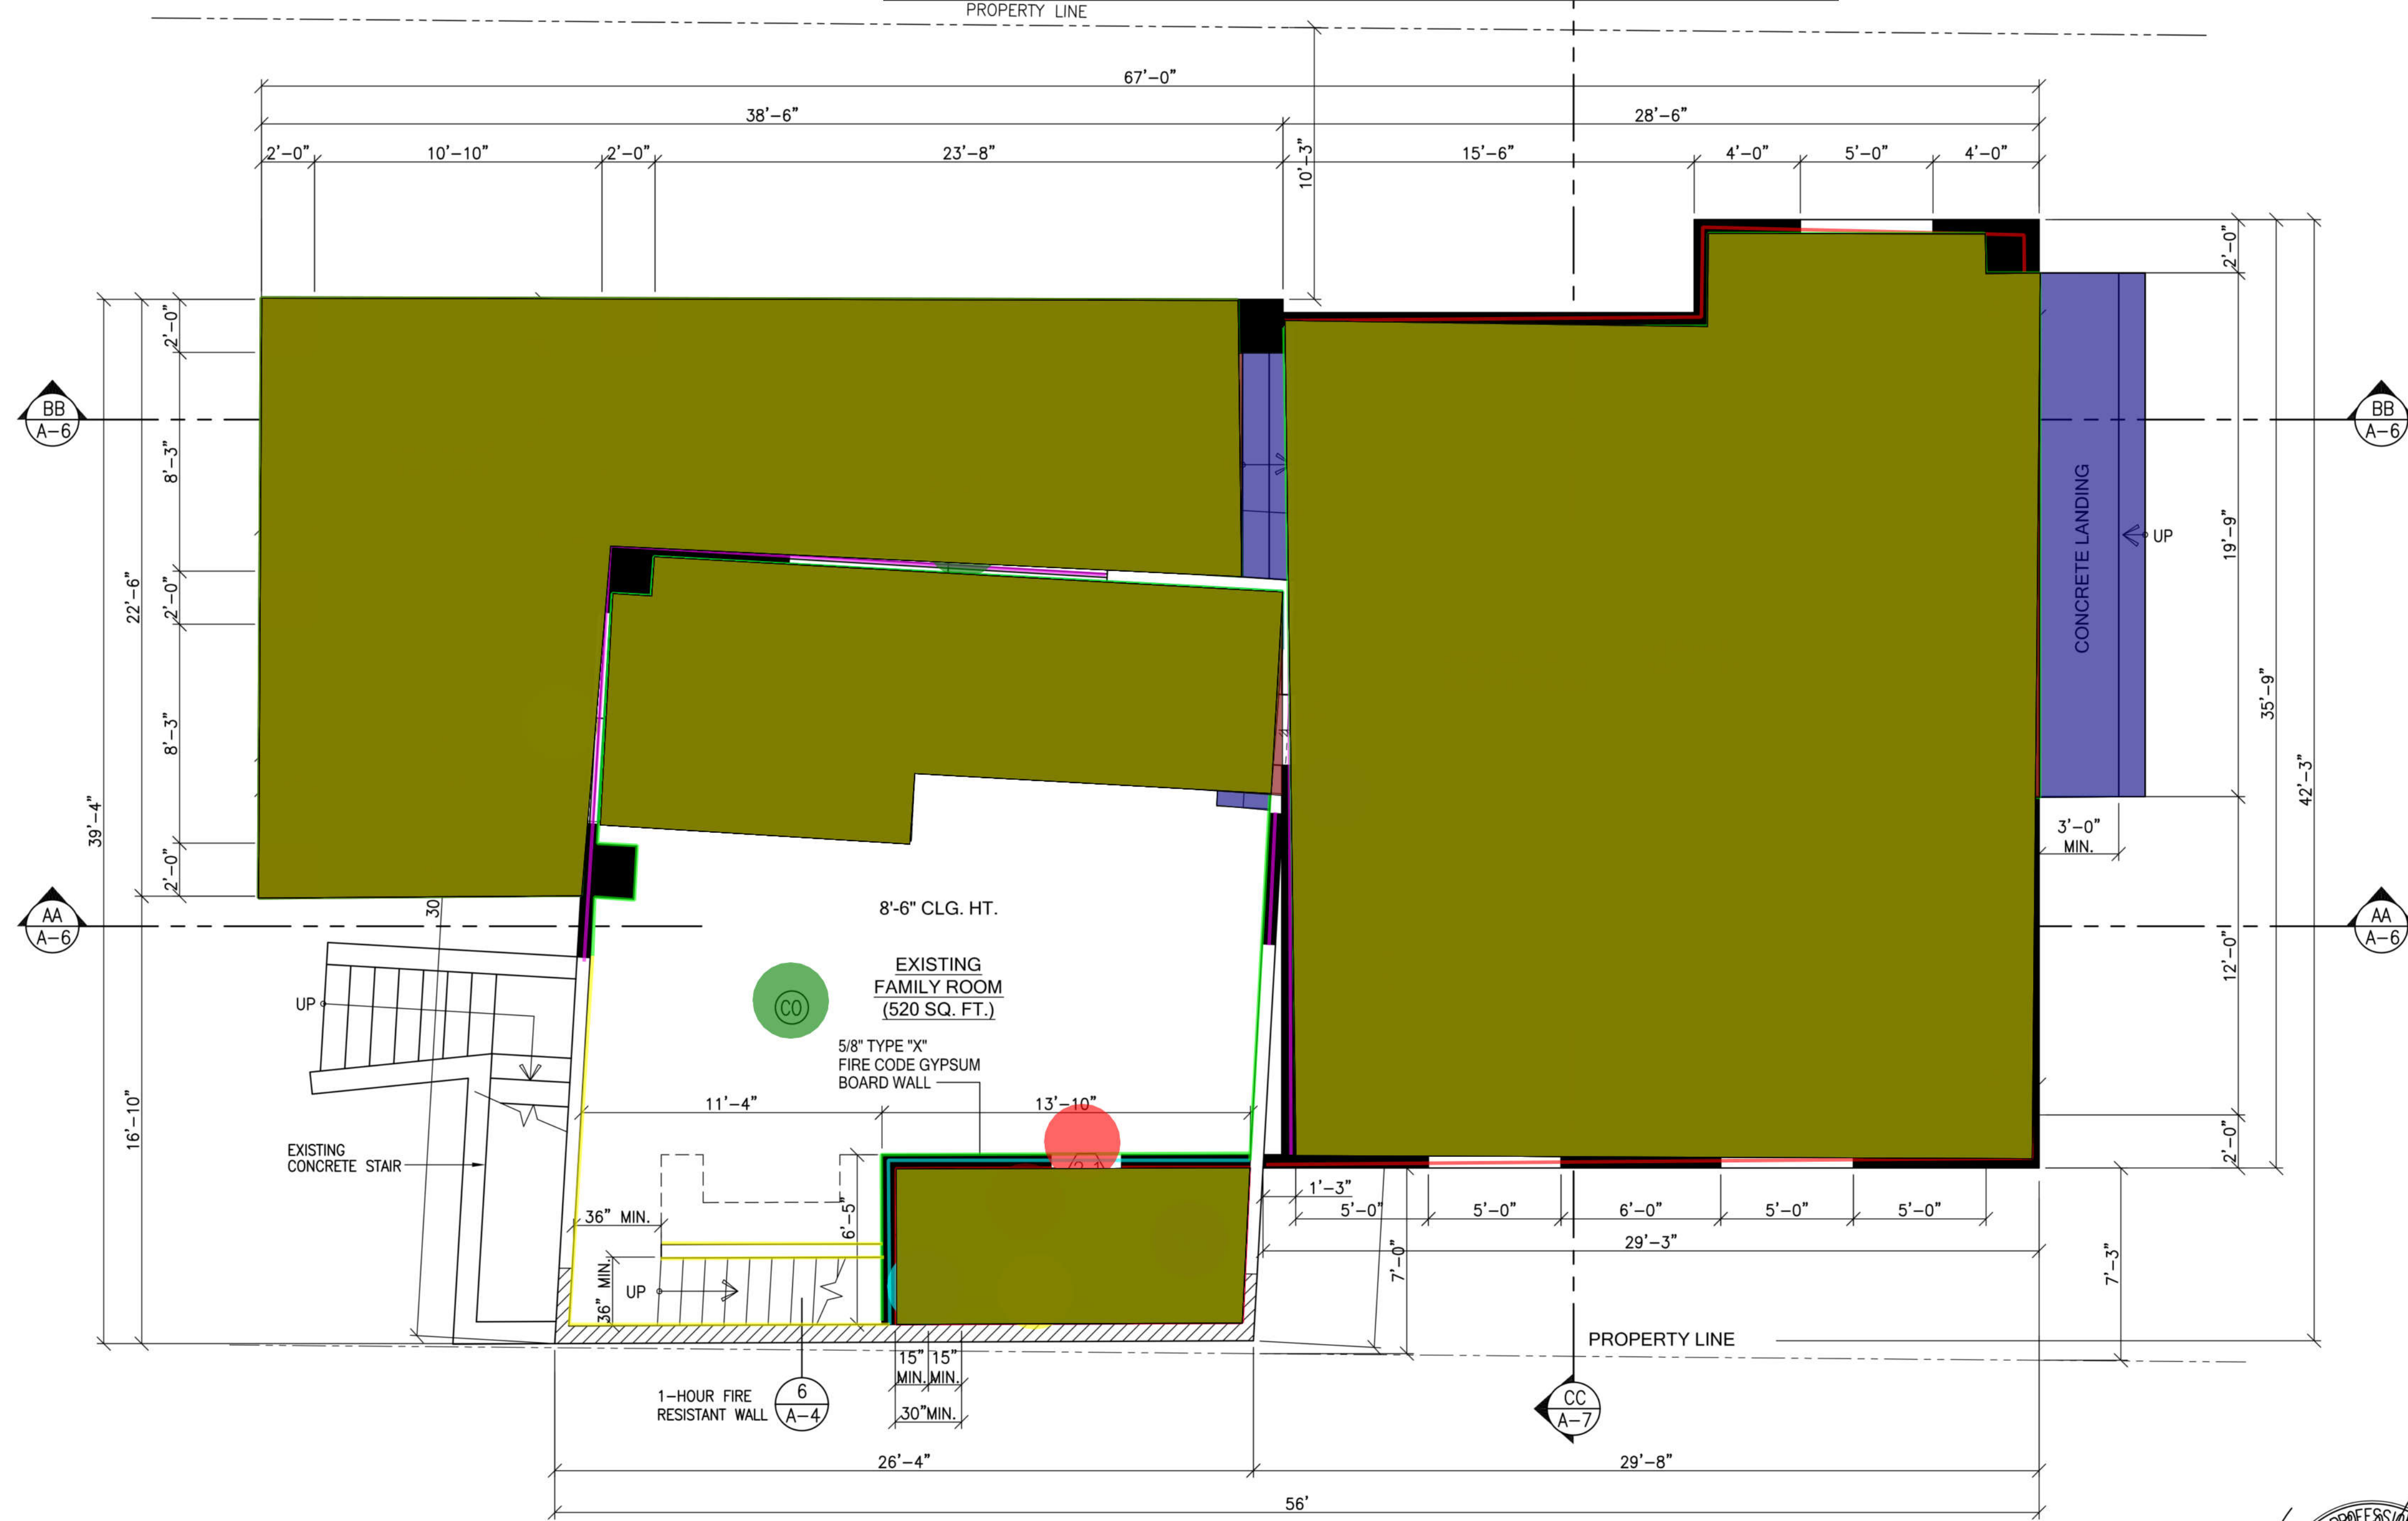 PROPERTY LINE
67'-0"
38'-6"
28'-6"
2'-0"
10'-10"
2'-0"
23'-8"
10'-3"
15'-6"
4'-0"
5'-0"
4'-0"
2'-0"
8'-3"
2'-0"
8'-3"
2'-0"
22'-6"
39'-4"
16'-10"
BB
A-6
BB
A-6
AA
A-6
AA
A-6
2'-0"
19'-9"
12'-0"
2'-0"
35'-9"
42'-3"
CONCRETE LANDING
UP
3'-0"
MIN.
30
8'-6" CLG. HT.
EXISTING
FAMILY ROOM
(520 SQ. FT.)
CO
5/8" TYPE "X"
FIRE CODE GYPSUM
BOARD WALL
UP
11'-4"
13'-10"
EXISTING
CONCRETE STAIR
36" MIN.
6'-5"
36" MIN.
UP
1'-3"
5'-0"
5'-0"
6'-0"
5'-0"
5'-0"
29'-3"
7'-0"
7'-3"
PROPERTY LINE
15"
MIN.
15"
MIN.
30"MIN.
1-HOUR FIRE
RESISTANT WALL
6
A-4
CC
A-7
26'-4"
29'-8"
56'